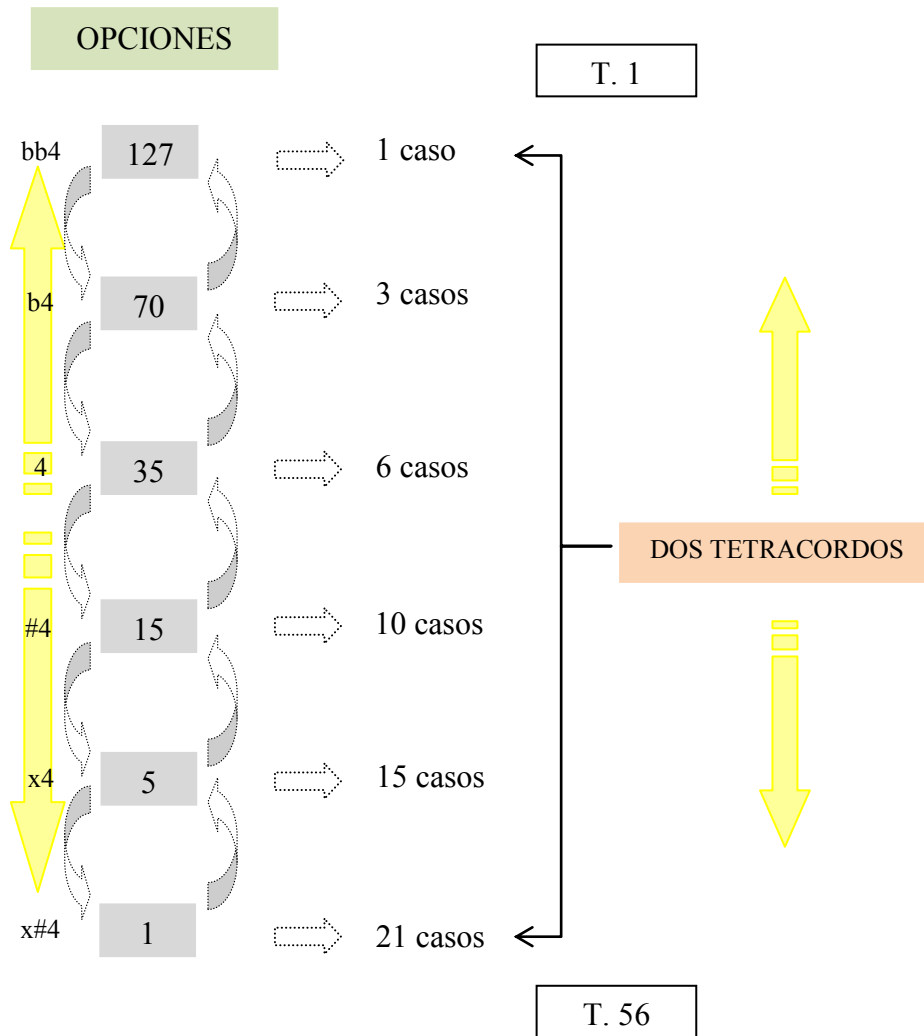 OPCIONES
T. 1
bb4 127 1 caso
b4 70 3 casos
4 35 6 casos
DOS TETRACORDOS
#4 15 10 casos
x4 5 15 casos
x#4 1 21 casos
T. 56